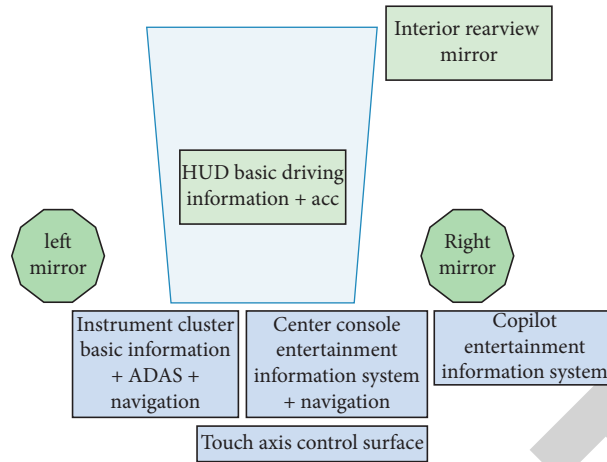 Interior rearview
mirror
HUD basic driving
information + acc
left
mirror
Right
mirror
Instrument cluster
basic information
+ ADAS +
navigation
Center console
entertainment
information system
+ navigation
Copilot
entertainment
information system
Touch axis control surface